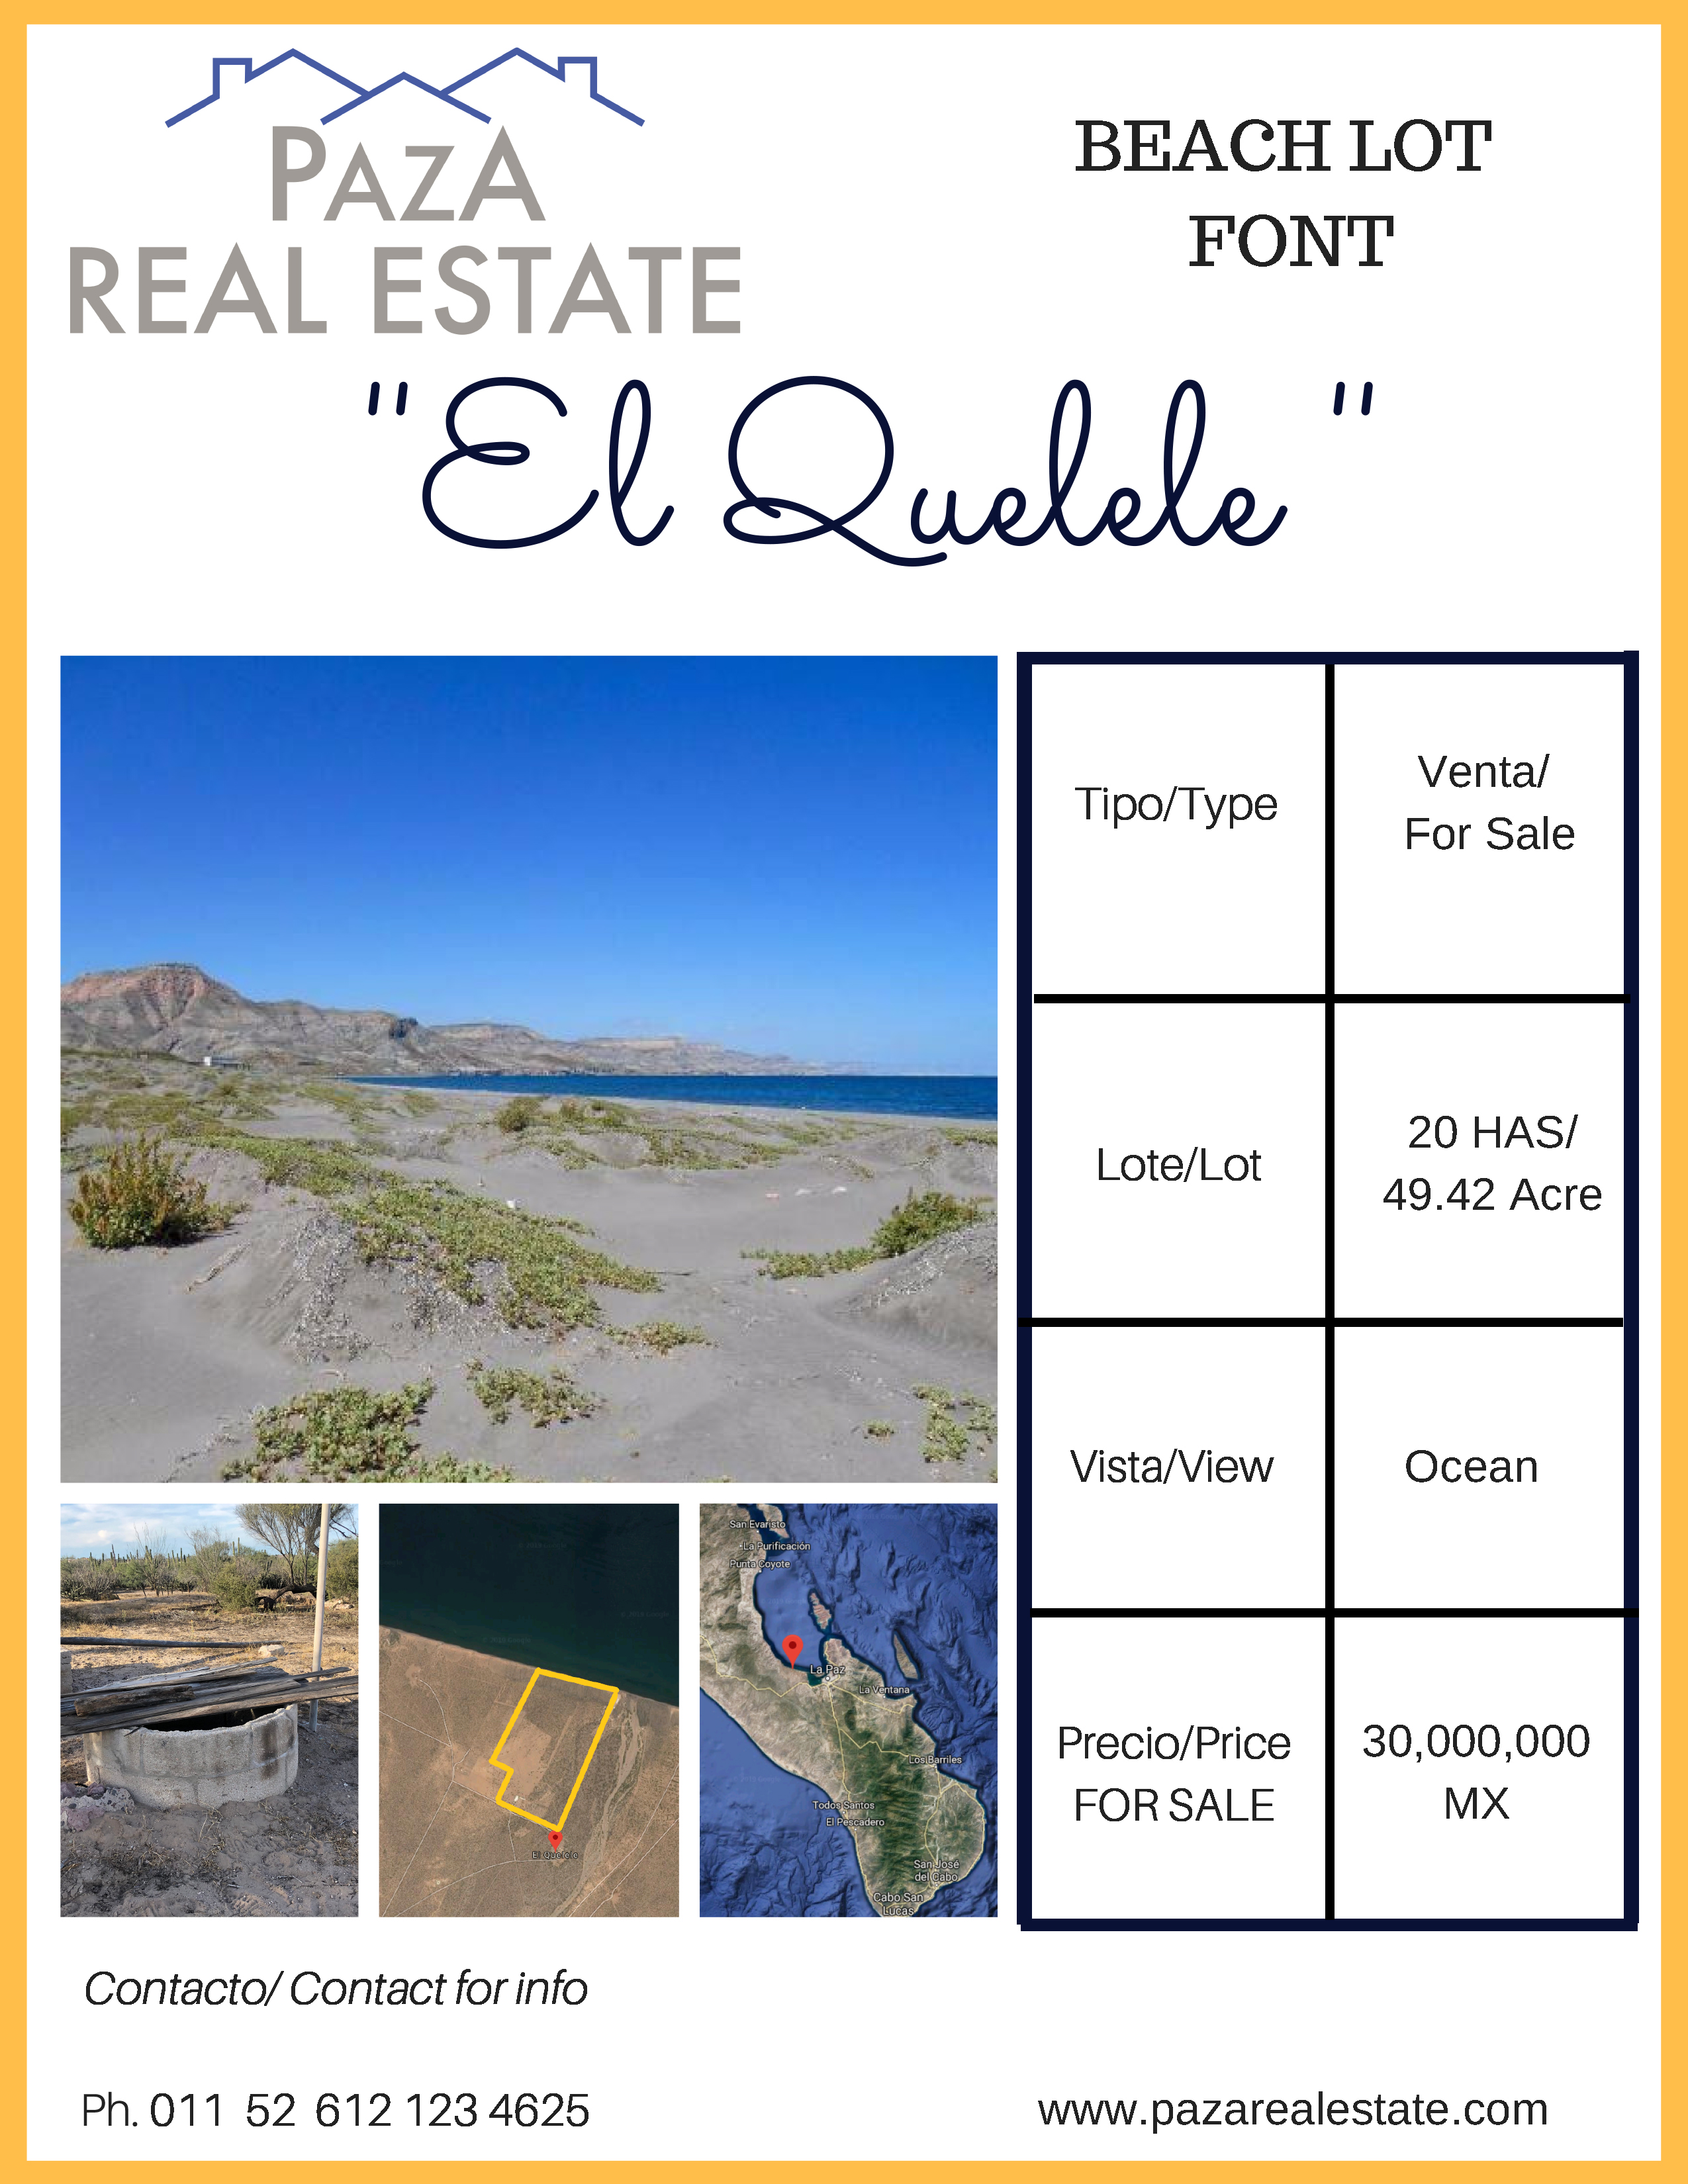 PAZA
REAL ESTATE
BEACH LOT
FONT
"El Quelele"
Tipo/Type
Venta/
For Sale
Lote/Lot
20 HAS/
49.42 Acre
Vista/View
Ocean
Precio/Price
FOR SALE
30,000,000
MX
El Quelele
San Evaristo
La Purificación
Punta Coyote
La Paz
La Ventana
Los Barriles
Todos Santos
El Pescadero
San José
del Cabo
Cabo San
Lucas
Contacto/ Contact for info
Ph. 011 52 612 123 4625
www.pazarealestate.com